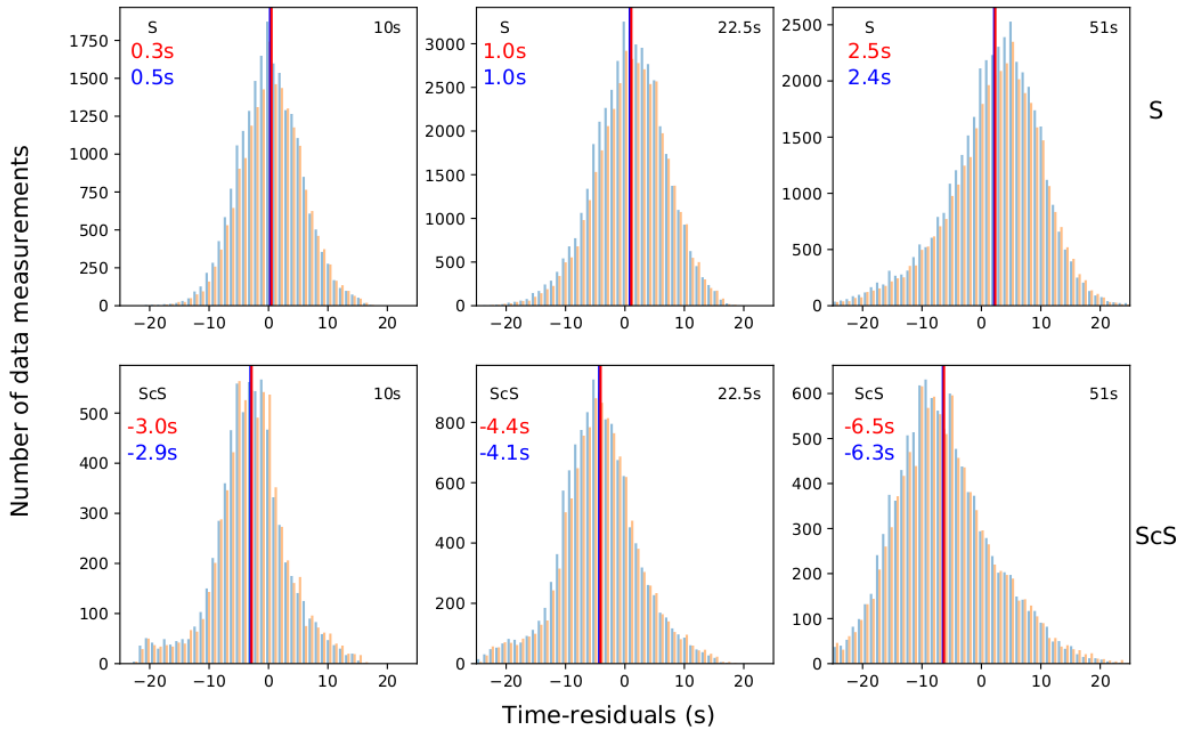 S 10s
0.3s
0.5s
1750
1500
1250
1000
750
500
250
0
−20 −10 0 10 20
S 22.5s
1.0s
1.0s
3000
2500
2000
1500
1000
500
0
−20 −10 0 10 20
S 51s
2.5s
2.4s
2500
2000
1500
1000
500
0
−20 −10 0 10 20
S
Number of data measurements
ScS 10s
-3.0s
-2.9s
500
400
300
200
100
0
−20 −10 0 10 20
ScS 22.5s
-4.4s
-4.1s
800
600
400
200
0
−20 −10 0 10 20
ScS 51s
-6.5s
-6.3s
600
500
400
300
200
100
0
−20 −10 0 10 20
ScS
Time-residuals (s)